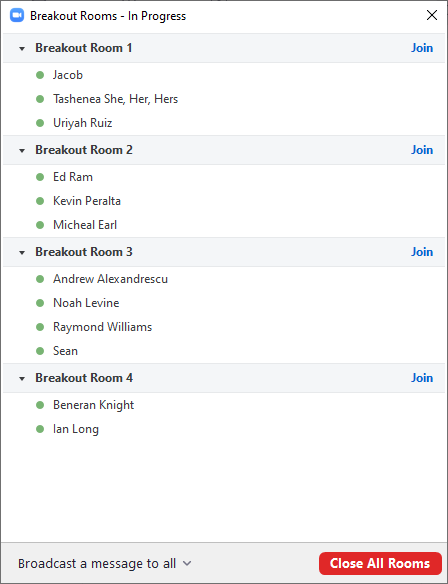 Breakout Rooms - In Progress
Breakout Room 1 Join
Jacob
Tashenea She, Her, Hers
Uriyah Ruiz
Breakout Room 2 Join
Ed Ram
Kevin Peralta
Micheal Earl
Breakout Room 3 Join
Andrew Alexandrescu
Noah Levine
Raymond Williams
Sean
Breakout Room 4 Join
Beneran Knight
Ian Long
Broadcast a message to all Close All Rooms